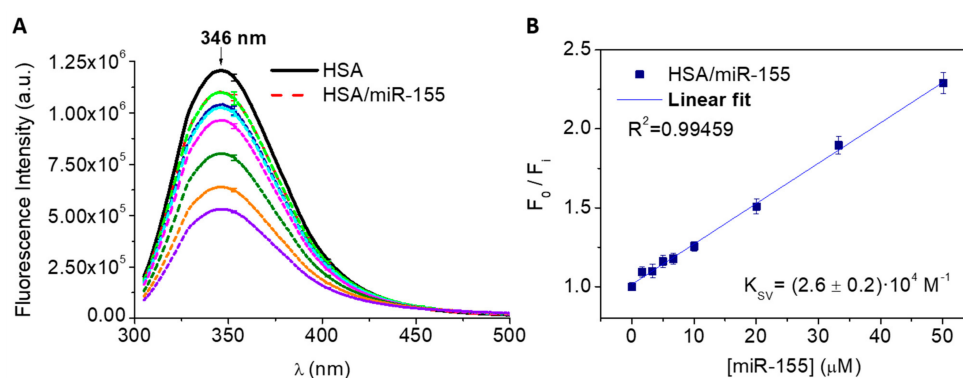 A
346 nm
HSA
HSA/miR-155
Fluorescence Intensity (a.u.)
1.25x10⁶
1.00x10⁶
7.50x10⁵
5.00x10⁵
2.50x10⁵
0.00
300 350 400 450 500
λ (nm)
B
HSA/miR-155
Linear fit
R²=0.99459
K_SV = (2.6 ± 0.2)·10⁴ M⁻¹
F₀ / Fᵢ
2.5
2.0
1.5
1.0
0 10 20 30 40 50
[miR-155] (μM)